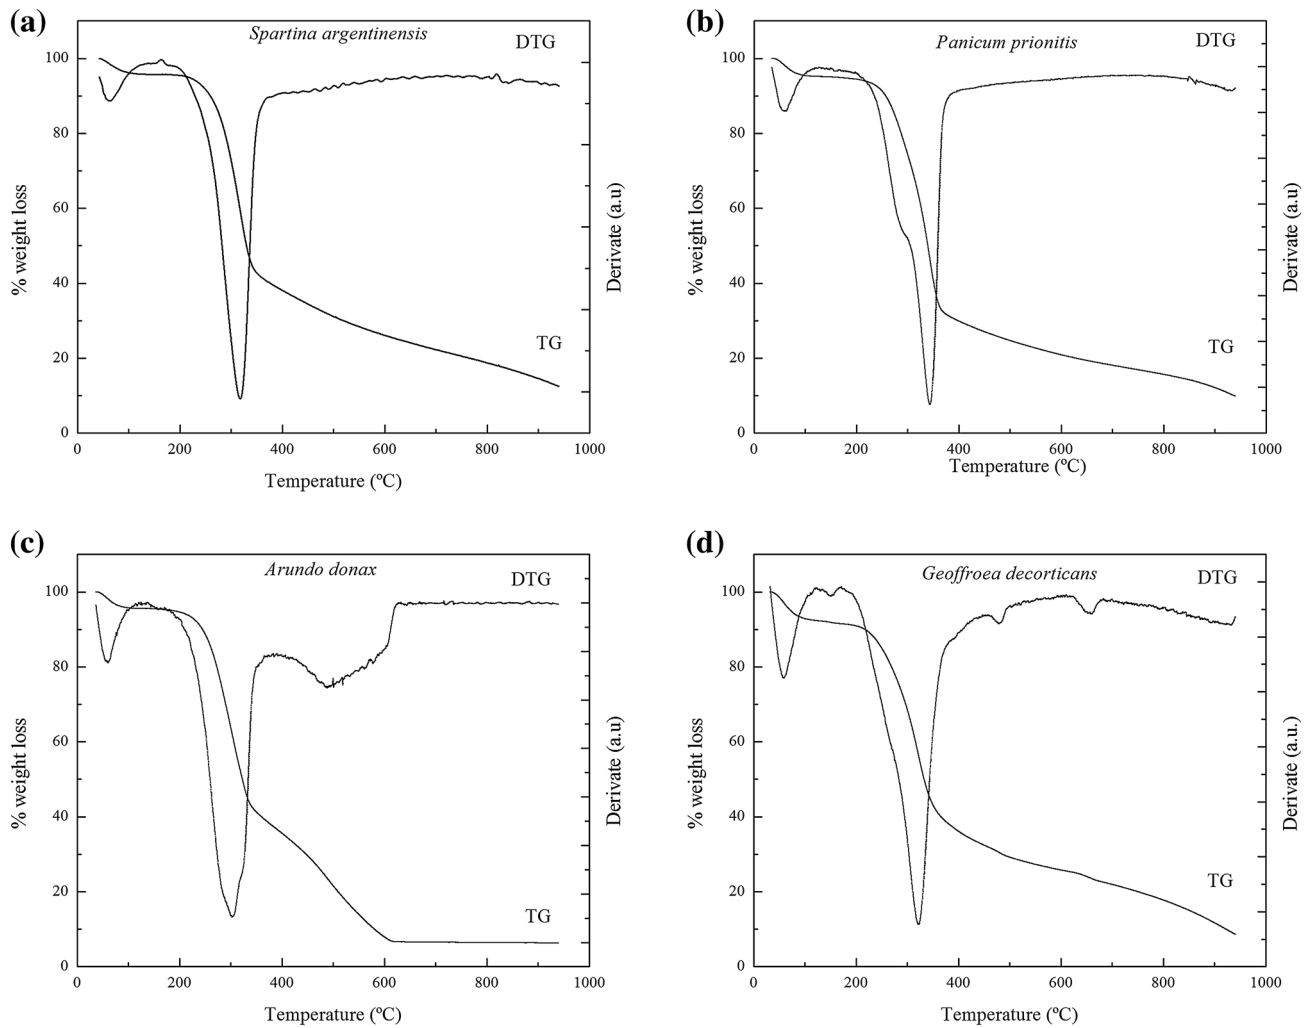 (a)
Spartina argentinensis
DTG
TG
% weight loss
Derivate (a.u)
100
80
60
40
20
0
0 200 400 600 800 1000
Temperature (ºC)
(b)
Panicum prionitis
DTG
TG
% weight loss
Derivate (a.u)
100
80
60
40
20
0
0 200 400 600 800 1000
Temperature (ºC)
(c)
Arundo donax
DTG
TG
% weight loss
Derivate (a.u)
100
80
60
40
20
0
0 200 400 600 800 1000
Temperature (ºC)
(d)
Geoffroea decorticans
DTG
TG
% weight loss
Derivate (a.u.)
100
80
60
40
20
0
0 200 400 600 800 1000
Temperature (ºC)